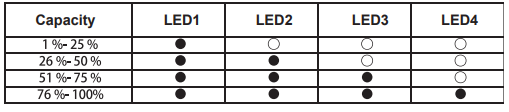 Capacity LED1 LED2 LED3 LED4
1 %- 25 % ● ○ ○ ○
26 %- 50 % ● ● ○ ○
51 %- 75 % ● ● ● ○
76 %- 100% ● ● ● ●